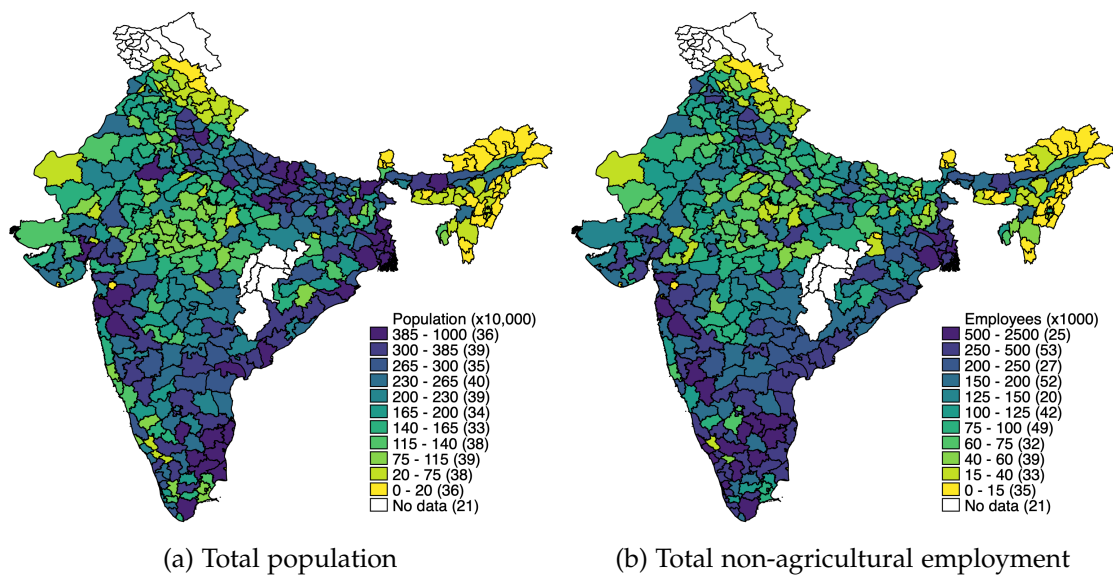 Population (x10,000)
385 - 1000 (36)
300 - 385 (39)
265 - 300 (35)
230 - 265 (40)
200 - 230 (39)
165 - 200 (34)
140 - 165 (33)
115 - 140 (38)
75 - 115 (39)
20 - 75 (38)
0 - 20 (36)
No data (21)
(a) Total population
Employees (x1000)
500 - 2500 (25)
250 - 500 (53)
200 - 250 (27)
150 - 200 (52)
125 - 150 (20)
100 - 125 (42)
75 - 100 (49)
60 - 75 (32)
40 - 60 (39)
15 - 40 (33)
0 - 15 (35)
No data (21)
(b) Total non-agricultural employment